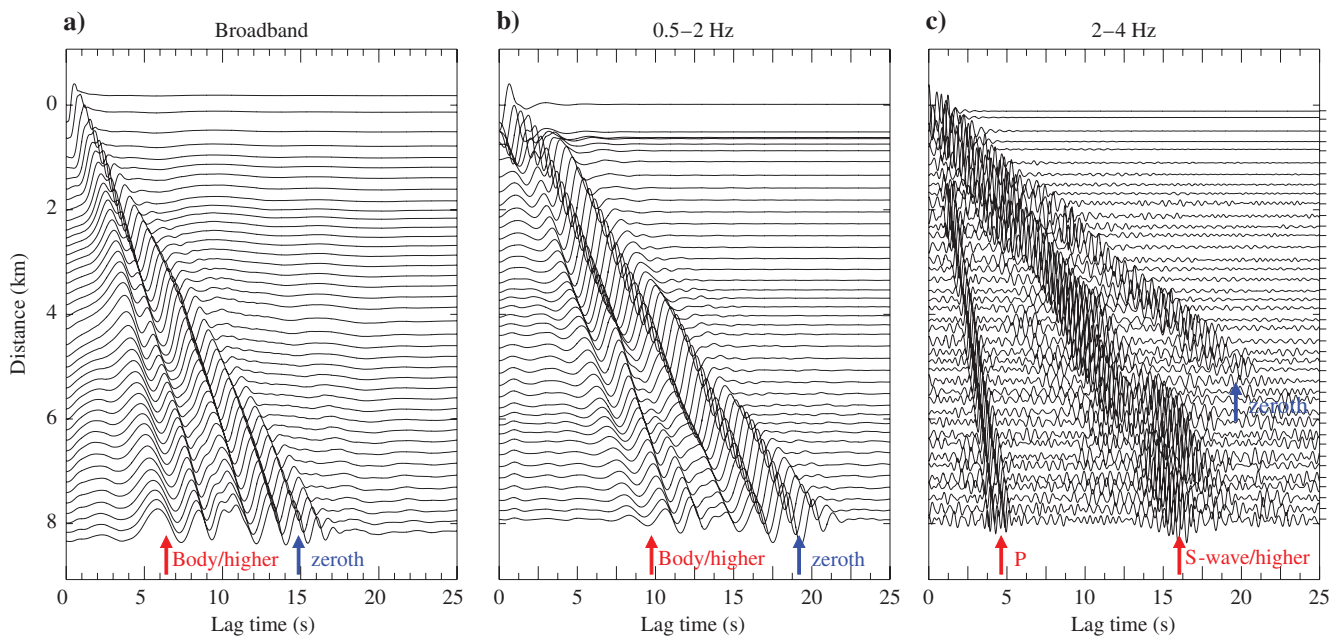 a) Broadband
b) 0.5–2 Hz
c) 2–4 Hz
Distance (km)
0
2
4
6
8
Body/higher
zeroth
Body/higher
zeroth
zeroth
P
S-wave/higher
0 5 10 15 20 25
0 5 10 15 20 25
0 5 10 15 20 25
Lag time (s)
Lag time (s)
Lag time (s)